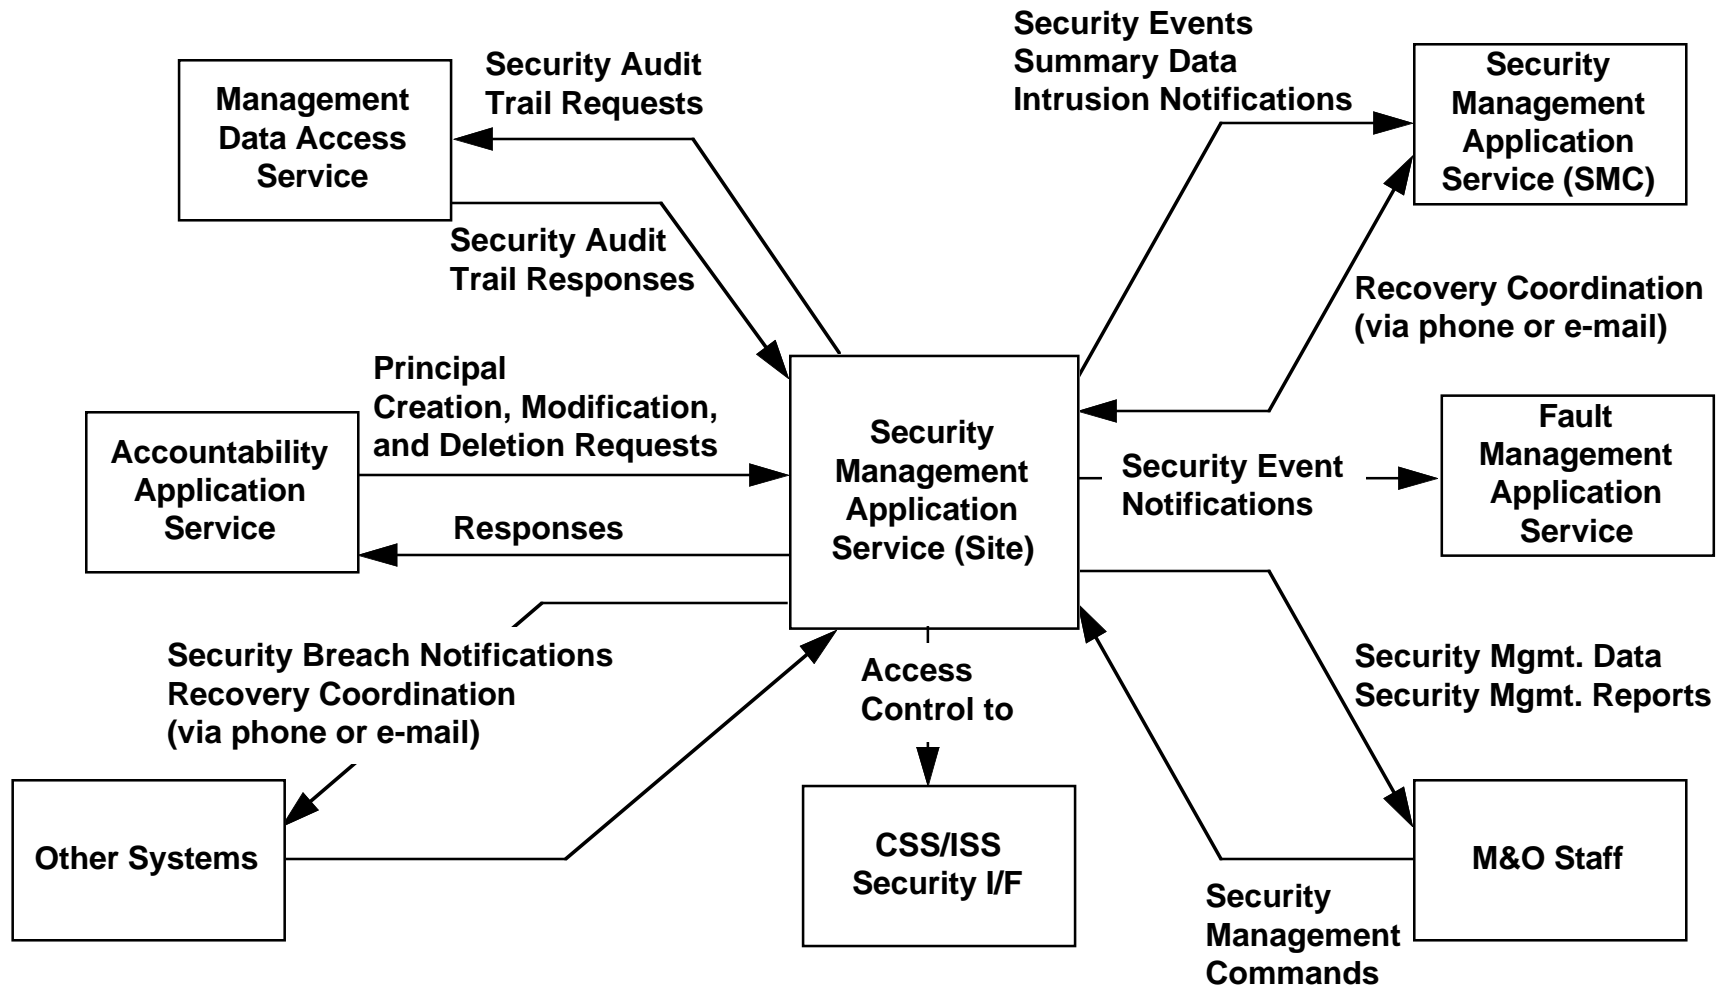 Security Events
Summary Data
Intrusion Notifications
Security Audit
Trail Requests
Management
Data Access
Service
Security
Management
Application
Service (SMC)
Security Audit
Trail Responses
Recovery Coordination
(via phone or e-mail)
Principal
Creation, Modification,
and Deletion Requests
Accountability
Application
Service
Responses
Security
Management
Application
Service (Site)
Security Event
Notifications
Fault
Management
Application
Service
Security Breach Notifications
Recovery Coordination
(via phone or e-mail)
Access
Control to
Security Mgmt. Data
Security Mgmt. Reports
Other Systems
CSS/ISS
Security I/F
M&O Staff
Security
Management
Commands